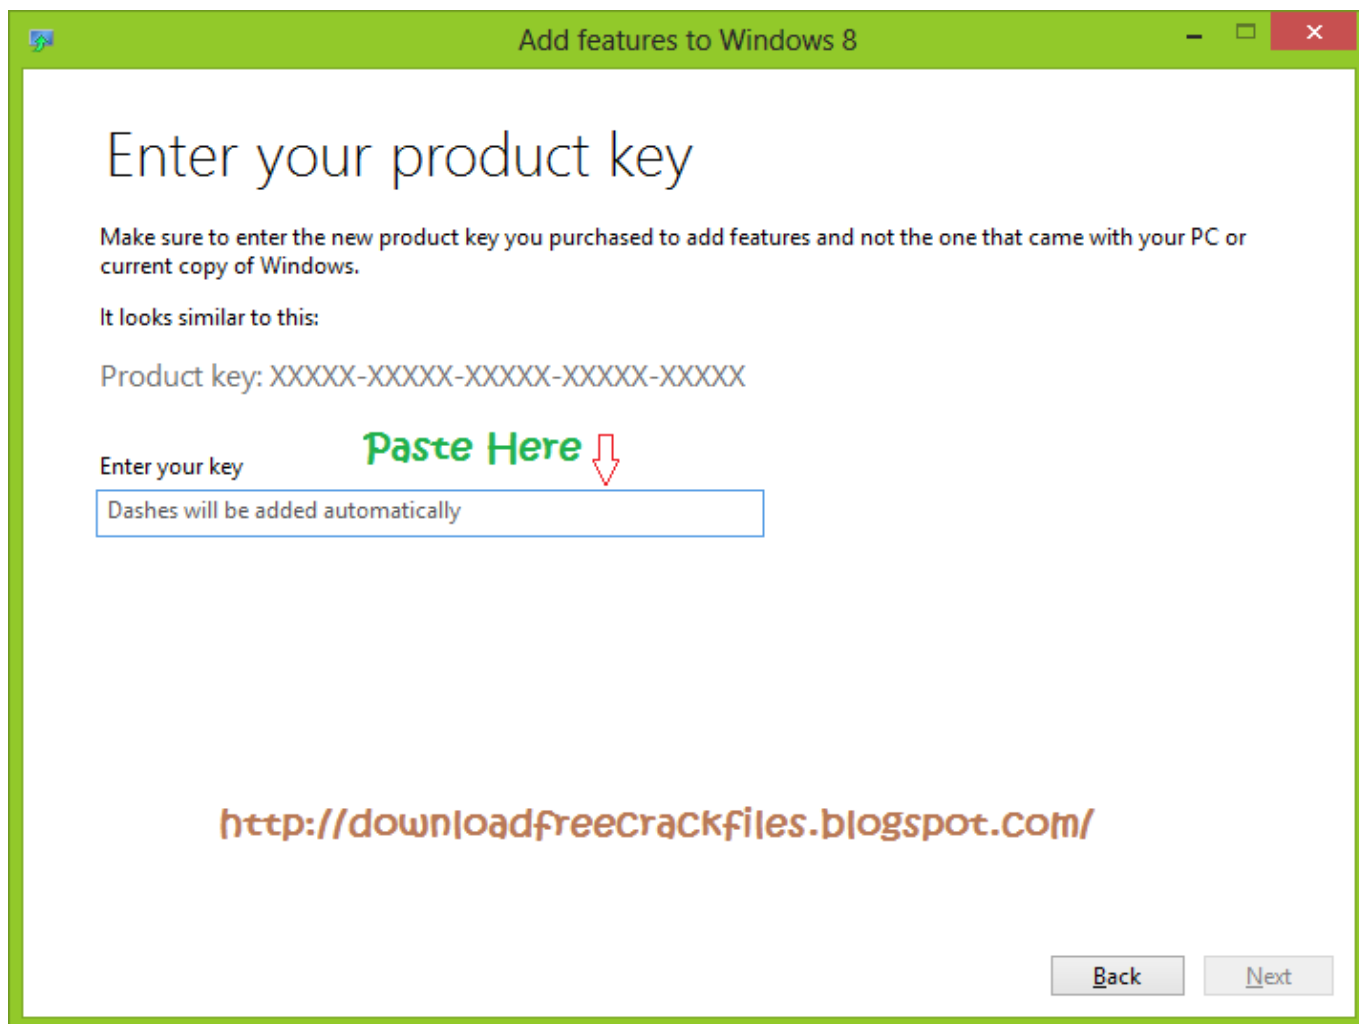 Add features to Windows 8
Enter your product key
Make sure to enter the new product key you purchased to add features and not the one that came with your PC or
current copy of Windows.
It looks similar to this:
Product key: XXXXX-XXXXX-XXXXX-XXXXX-XXXXX
Paste Here
Enter your key
Dashes will be added automatically
http://downloadfreecrackfiles.blogspot.com/
Back Next